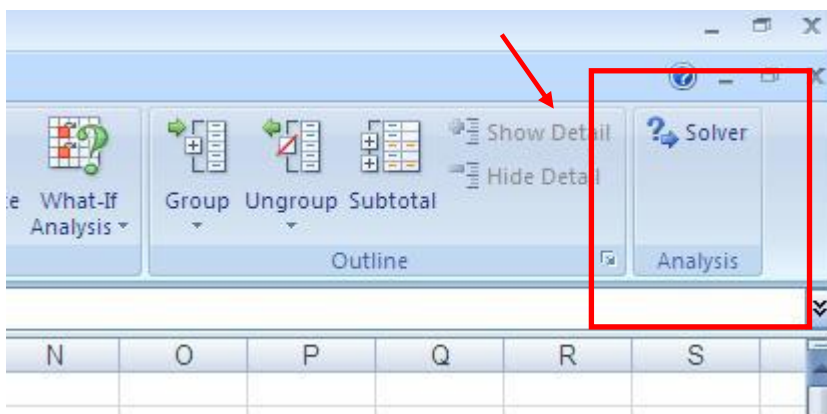 Show Detail
Solver
Hide Detail
What-If
Analysis
Group
Ungroup
Subtotal
Outline
Analysis
N O P Q R S